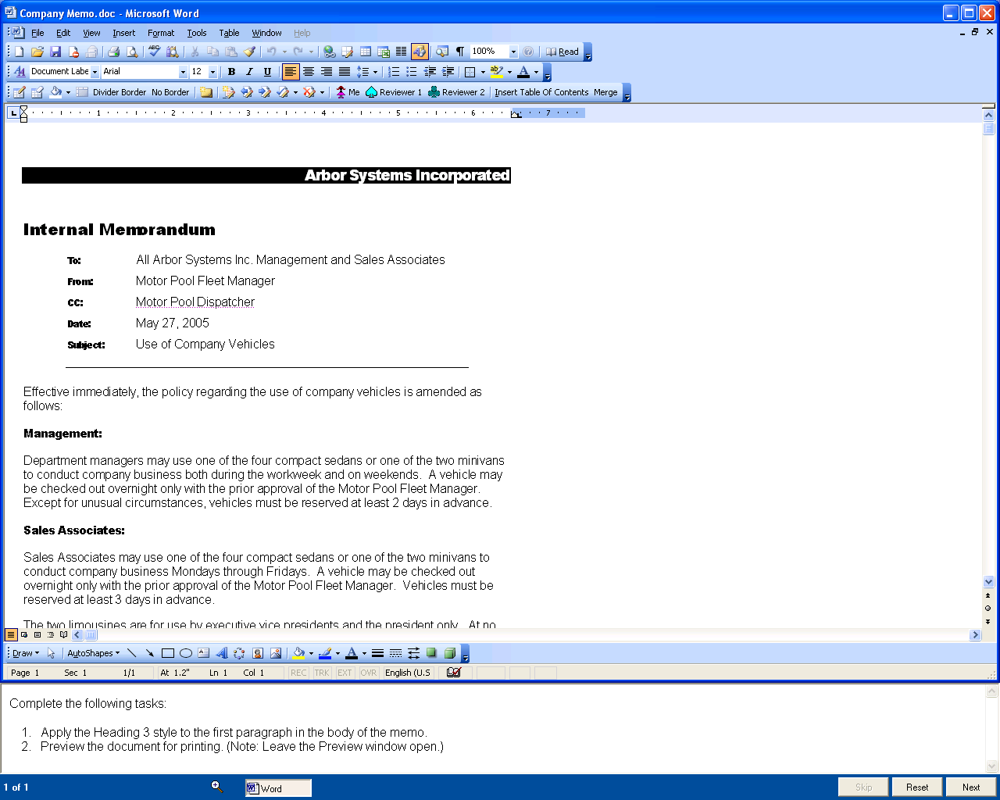 Company Memo.doc - Microsoft Word
File Edit View Insert Format Tools Table Window Help
100% Read
Document Labe Arial 12 B I U
Divider Border No Border Me Reviewer 1 Reviewer 2 Insert Table Of Contents Merge
1 2 3 4 5 6 7
Arbor Systems Incorporated
Internal Memorandum
To: All Arbor Systems Inc. Management and Sales Associates
From: Motor Pool Fleet Manager
CC: Motor Pool Dispatcher
Date: May 27, 2005
Subject: Use of Company Vehicles
Effective immediately, the policy regarding the use of company vehicles is amended as
follows:
Management:
Department managers may use one of the four compact sedans or one of the two minivans
to conduct company business both during the workweek and on weekends. A vehicle may
be checked out overnight only with the prior approval of the Motor Pool Fleet Manager.
Except for unusual circumstances, vehicles must be reserved at least 2 days in advance.
Sales Associates:
Sales Associates may use one of the four compact sedans or one of the two minivans to
conduct company business Mondays through Fridays. A vehicle may be checked out
overnight only with the prior approval of the Motor Pool Fleet Manager. Vehicles must be
reserved at least 3 days in advance.
The two limousines are for use by executive vice presidents and the president only. At no
Draw AutoShapes
Page 1 Sec 1 1/1 At 1.2" Ln 1 Col 1 REC TRK EXT OVR English (U.S
Complete the following tasks:
1. Apply the Heading 3 style to the first paragraph in the body of the memo.
2. Preview the document for printing. (Note: Leave the Preview window open.)
1 of 1 Word Skip Reset Next